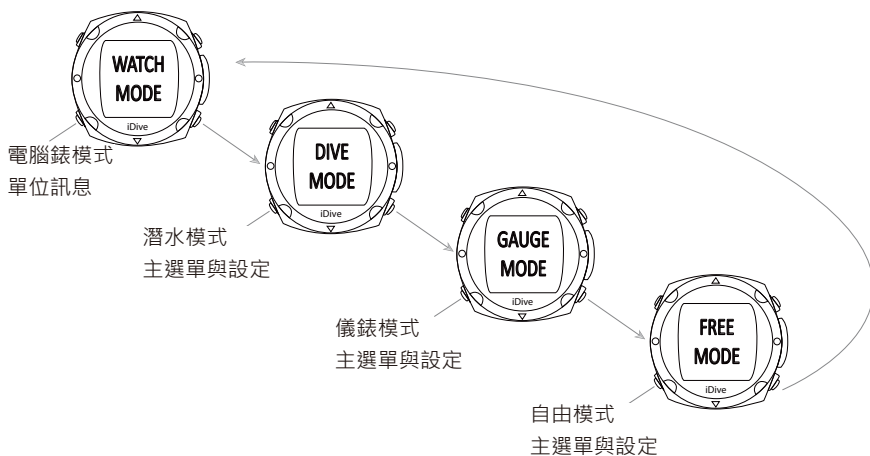 WATCH
MODE
iDive
電腦錶模式
單位訊息
DIVE
MODE
iDive
潛水模式
主選單與設定
GAUGE
MODE
iDive
儀錶模式
主選單與設定
FREE
MODE
iDive
自由模式
主選單與設定